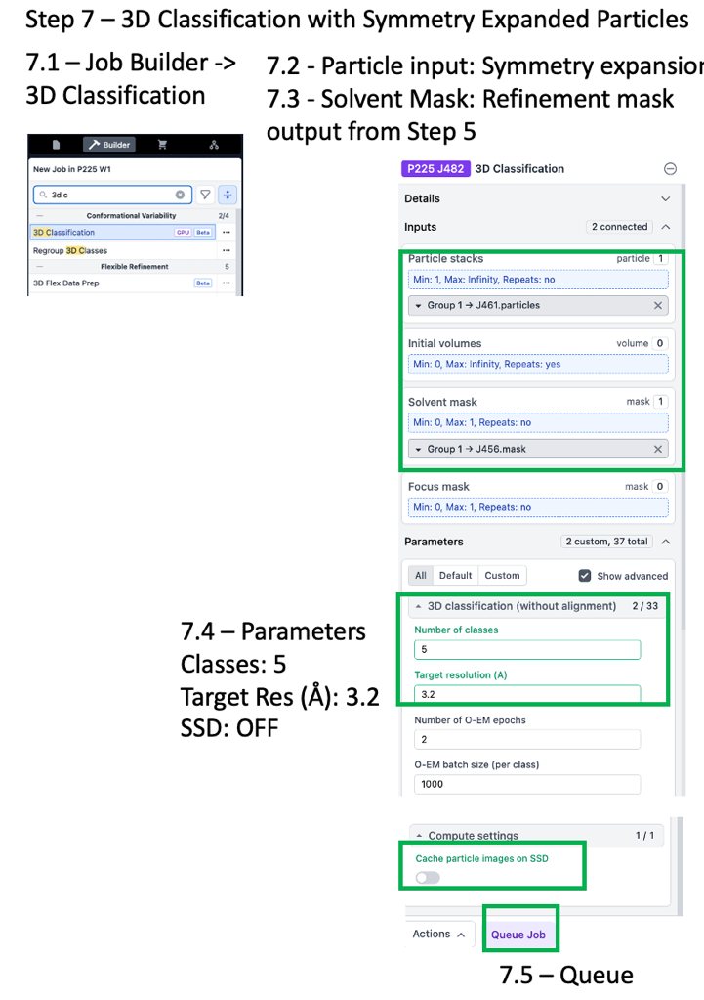 Step 7 – 3D Classification with Symmetry Expanded Particles
7.1 – Job Builder ->
3D Classification
7.2 - Particle input: Symmetry expansion
7.3 - Solvent Mask: Refinement mask
output from Step 5
Builder
New Job in P225 W1
3d c
Conformational Variability 2/4
3D Classification GPU Beta
Regroup 3D Classes
Flexible Refinement 5
3D Flex Data Prep Beta
P225 J482 3D Classification
Details
Inputs 2 connected
Particle stacks particle 1
Min: 1, Max: Infinity, Repeats: no
Group 1 → J461.particles
Initial volumes volume 0
Min: 0, Max: Infinity, Repeats: yes
Solvent mask mask 1
Min: 0, Max: 1, Repeats: no
Group 1 → J456.mask
Focus mask mask 0
Min: 0, Max: 1, Repeats: no
Parameters 2 custom, 37 total
All Default Custom Show advanced
3D classification (without alignment) 2 / 33
Number of classes
5
Target resolution (A)
3.2
Number of O-EM epochs
2
O-EM batch size (per class)
1000
7.4 – Parameters
Classes: 5
Target Res (Å): 3.2
SSD: OFF
Compute settings 1 / 1
Cache particle images on SSD
Actions Queue Job
7.5 – Queue